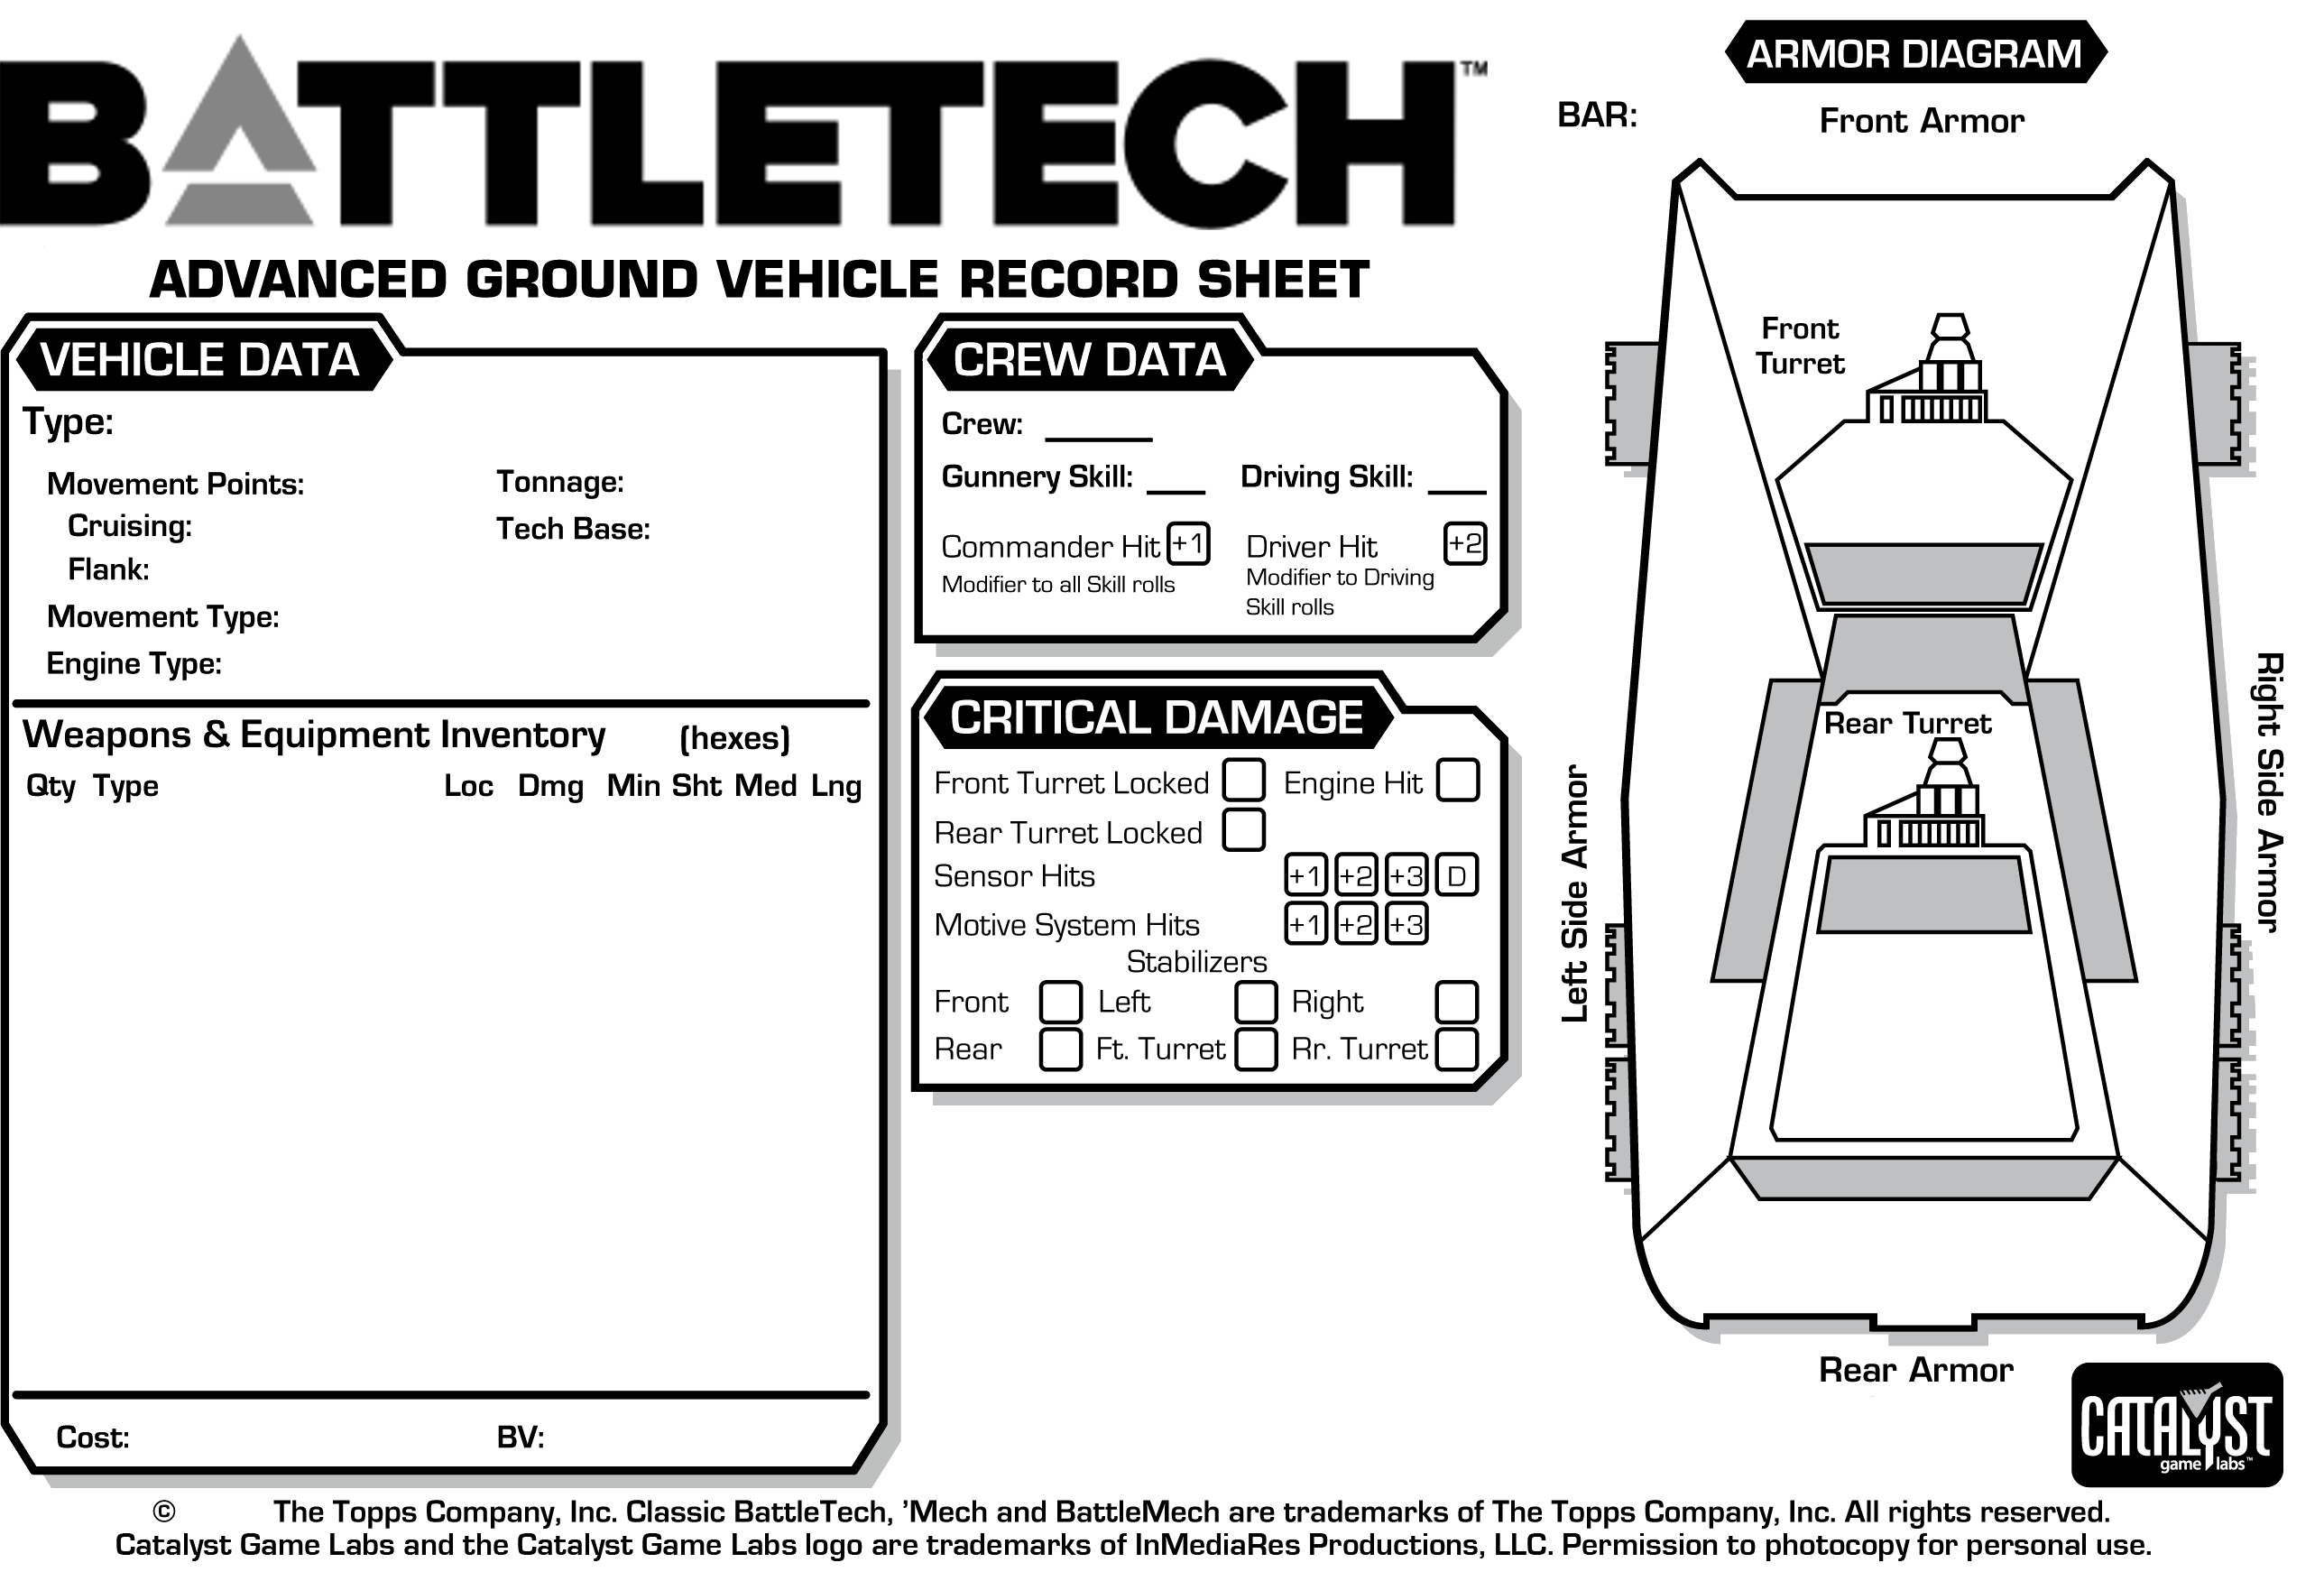 BATTLETECH™
ADVANCED GROUND VEHICLE RECORD SHEET
VEHICLE DATA
Type:
Movement Points:
Tonnage:
Cruising:
Tech Base:
Flank:
Movement Type:
Engine Type:
Weapons & Equipment Inventory (hexes)
Qty Type Loc Dmg Min Sht Med Lng
Cost: BV:
CREW DATA
Crew:
Gunnery Skill: Driving Skill:
Commander Hit +1 Driver Hit +2
Modifier to all Skill rolls
Modifier to Driving
Skill rolls
CRITICAL DAMAGE
Front Turret Locked Engine Hit
Rear Turret Locked
Sensor Hits +1 +2 +3 D
Motive System Hits +1 +2 +3
Stabilizers
Front Left Right
Rear Ft. Turret Rr. Turret
ARMOR DIAGRAM
BAR:
Front Armor
Front
Turret
Rear Turret
Left Side Armor
Right Side Armor
Rear Armor
CATALYST
game labs™
© The Topps Company, Inc. Classic BattleTech, ’Mech and BattleMech are trademarks of The Topps Company, Inc. All rights reserved.
Catalyst Game Labs and the Catalyst Game Labs logo are trademarks of InMediaRes Productions, LLC. Permission to photocopy for personal use.